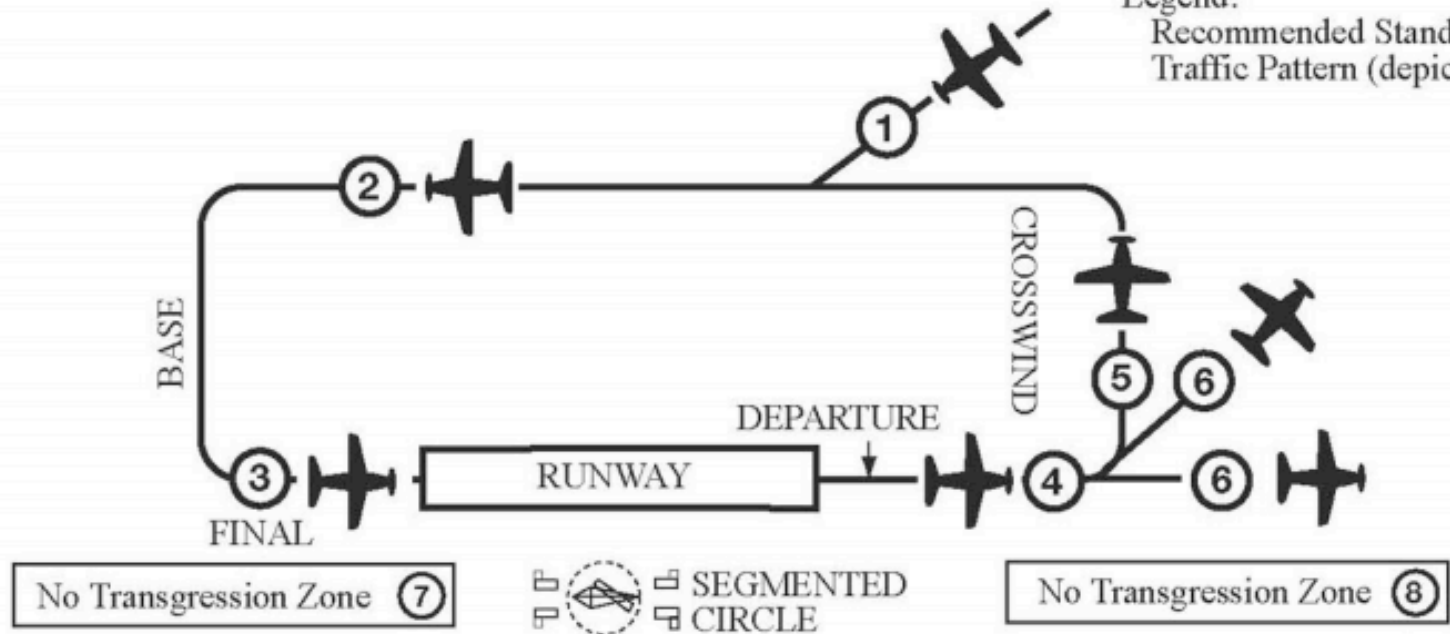 Legend:
Recommended Stand
Traffic Pattern (depic
1
2
CROSSWIND
BASE
5
6
DEPARTURE
RUNWAY
3
4
6
FINAL
No Transgression Zone 7
SEGMENTED
CIRCLE
No Transgression Zone 8